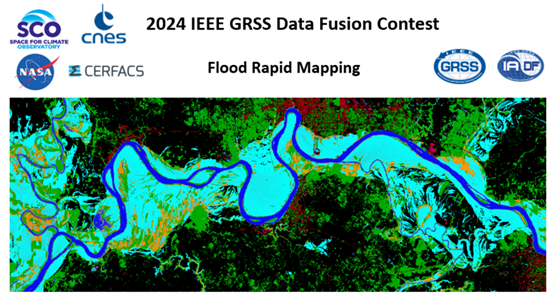 SCO
SPACE FOR CLIMATE
OBSERVATORY
cnes
2024 IEEE GRSS Data Fusion Contest
NASA
CERFACS
Flood Rapid Mapping
IEEE
GRSS
IADF